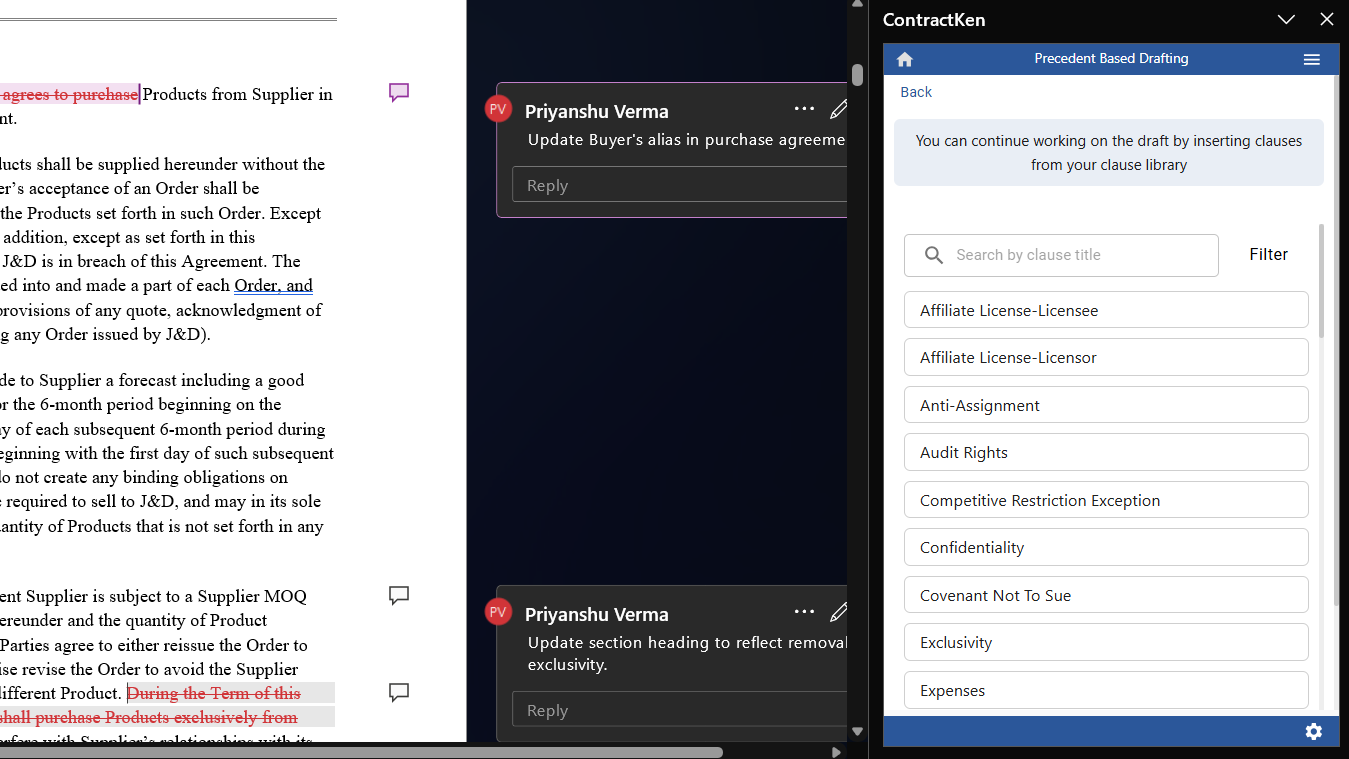 agrees to purchase Products from Supplier in
nt.
ducts shall be supplied hereunder without the
er’s acceptance of an Order shall be
the Products set forth in such Order. Except
addition, except as set forth in this
J&D is in breach of this Agreement. The
ed into and made a part of each Order, and
provisions of any quote, acknowledgment of
g any Order issued by J&D).
de to Supplier a forecast including a good
or the 6-month period beginning on the
y of each subsequent 6-month period during
eginning with the first day of such subsequent
do not create any binding obligations on
e required to sell to J&D, and may in its sole
uantity of Products that is not set forth in any
ent Supplier is subject to a Supplier MOQ
hereunder and the quantity of Product
Parties agree to either reissue the Order to
ise revise the Order to avoid the Supplier
different Product. During the Term of this
shall purchase Products exclusively from
erfere with Supplier’s relationships with its
PV
Priyanshu Verma
Update Buyer's alias in purchase agreeme
Reply
PV
Priyanshu Verma
Update section heading to reflect removal
exclusivity.
Reply
ContractKen
Precedent Based Drafting
Back
You can continue working on the draft by inserting clauses
from your clause library
Search by clause title
Filter
Affiliate License-Licensee
Affiliate License-Licensor
Anti-Assignment
Audit Rights
Competitive Restriction Exception
Confidentiality
Covenant Not To Sue
Exclusivity
Expenses